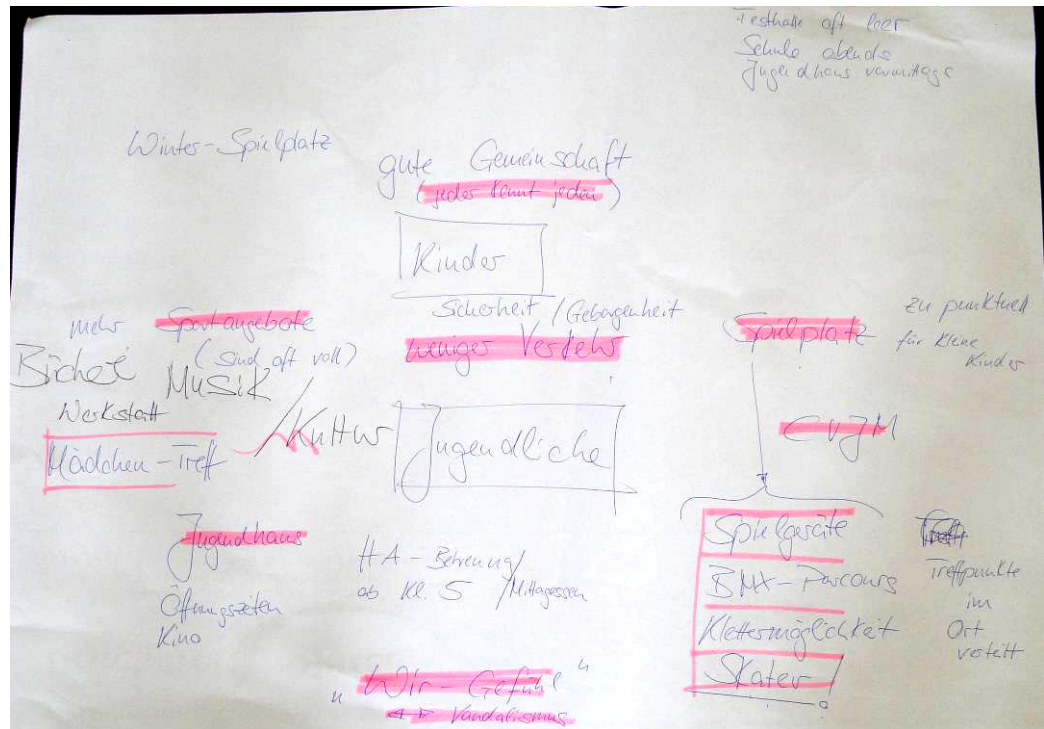 Festhalle oft leer
Schule abends
Jugendhaus vormittags
Winter-Spielplatz
gute Gemeinschaft
(jeder kennt jeden)
Kinder
Sicherheit / Geborgenheit
weniger Verkehr
mehr Sportangebote
(sind oft voll)
Bücher
MUSIK
/Kultur
Werkstatt
Mädchen-Treff
Jugendliche
Spielplatz
zu punktuell
für kleine
Kinder
CVJM
Jugendhaus
Öffnungszeiten
Kino
HA-Betreuung/
ab Kl. 5 /Mittagessen
Spielgeräte
BMX-Parcours
Klettermöglichkeit
Skater
Treffpunkte
im
Ort
verteilt
"Wir-Gefühl"
↔ Vandalismus